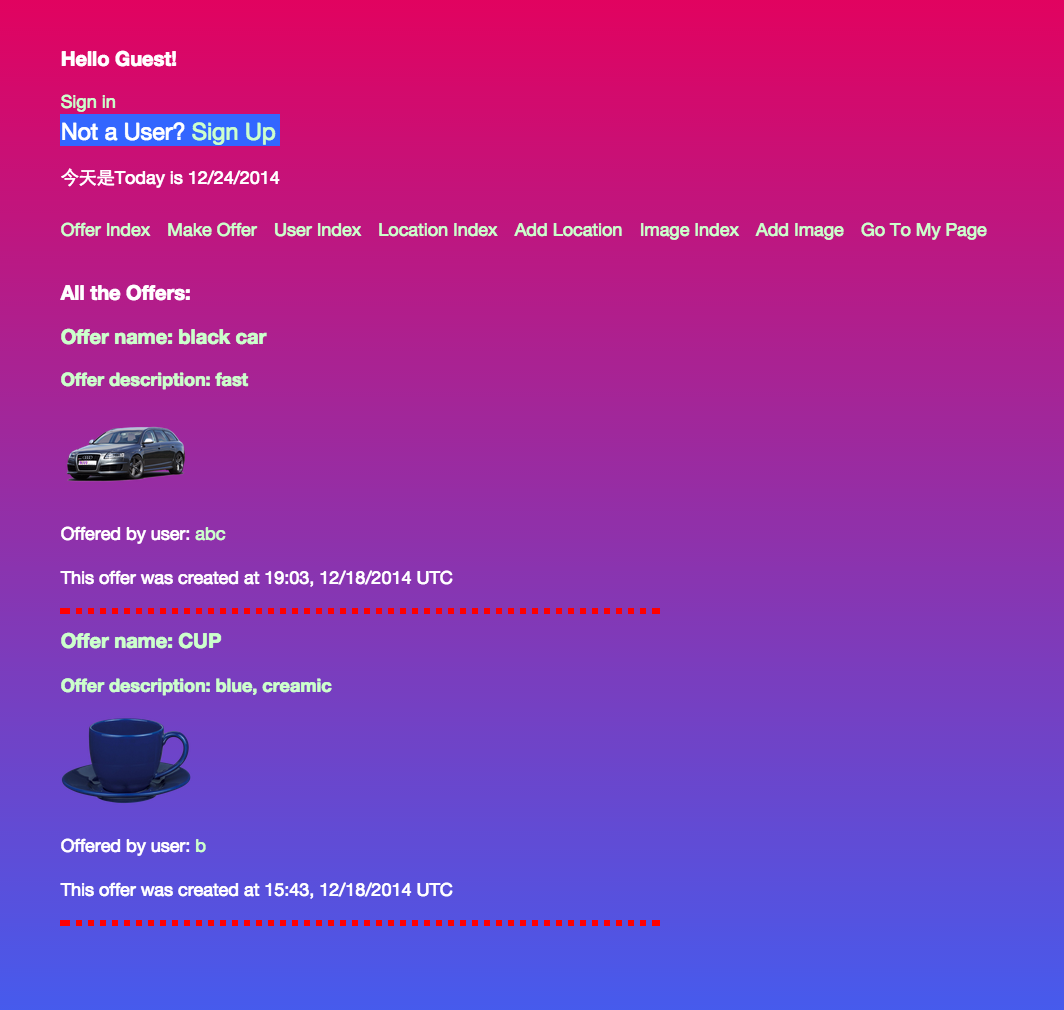 Hello Guest!
Sign in
Not a User? Sign Up
今天是Today is 12/24/2014
Offer Index Make Offer User Index Location Index Add Location Image Index Add Image Go To My Page
All the Offers:
Offer name: black car
Offer description: fast
Offered by user: abc
This offer was created at 19:03, 12/18/2014 UTC
Offer name: CUP
Offer description: blue, creamic
Offered by user: b
This offer was created at 15:43, 12/18/2014 UTC